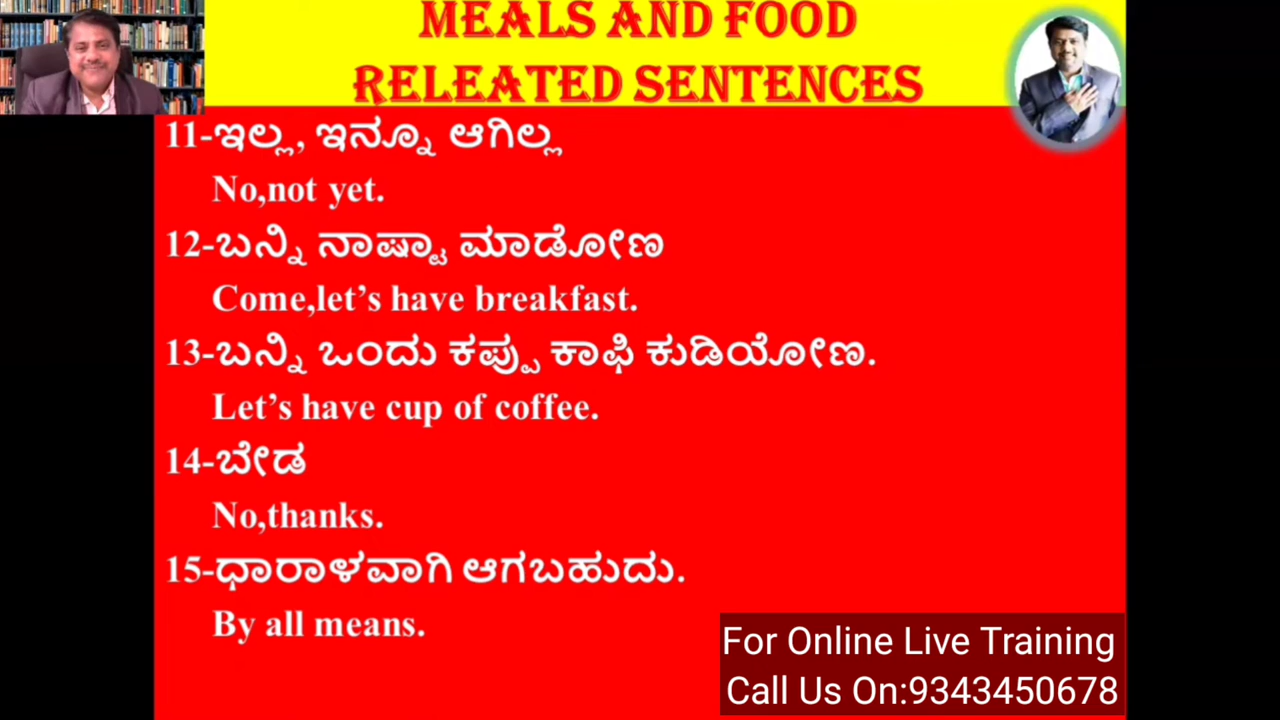 MEALS AND FOOD
RELEATED SENTENCES
11-ಇಲ್ಲ, ಇನ್ನೂ ಆಗಿಲ್ಲ
No,not yet.
12-ಬನ್ನಿ ನಾಷ್ಟಾ ಮಾಡೋಣ
Come,let's have breakfast.
13-ಬನ್ನಿ ಒಂದು ಕಪ್ಪು ಕಾಫಿ ಕುಡಿಯೋಣ.
Let's have cup of coffee.
14-ಬೇಡ
No,thanks.
15-ಧಾರಾಳವಾಗಿ ಆಗಬಹುದು.
By all means.
For Online Live Training
Call Us On:9343450678